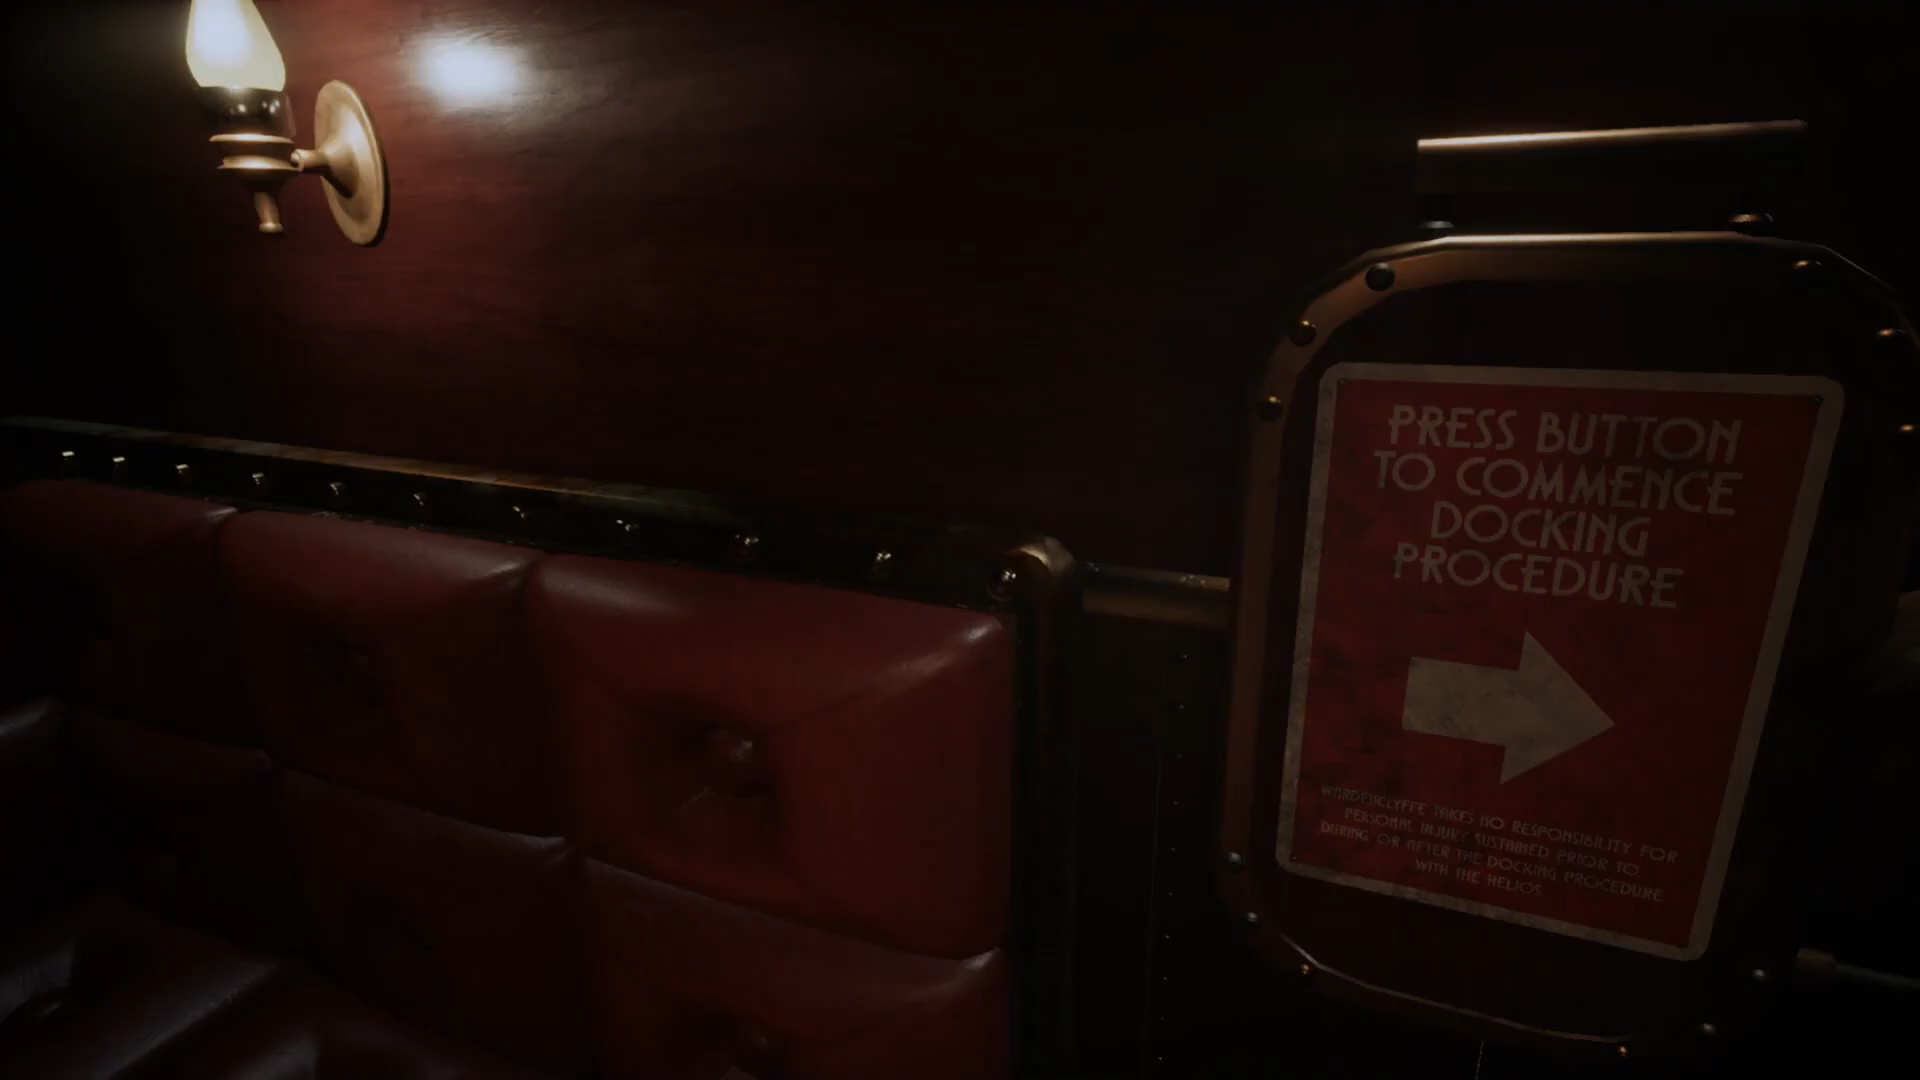 PRESS BUTTON
TO COMMENCE
DOCKING
PROCEDURE
WARDENCLYFFE TAKES NO RESPONSIBILITY FOR
PERSONAL INJURY SUSTAINED PRIOR TO
DURING OR AFTER THE DOCKING PROCEDURE
WITH THE HELIOS